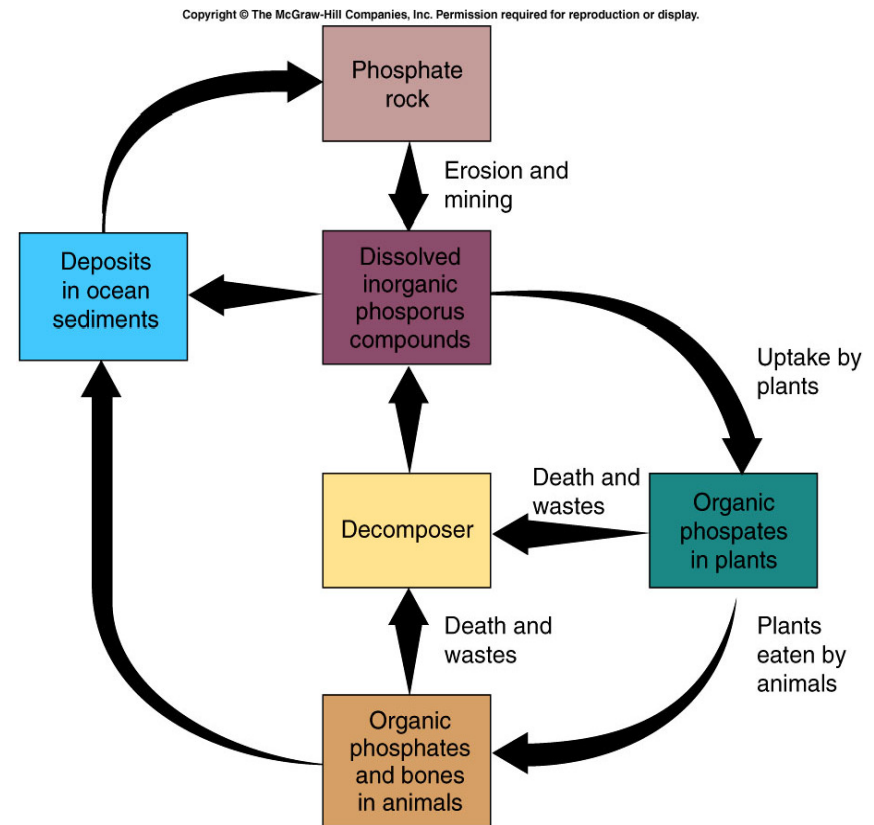 Copyright © The McGraw-Hill Companies, Inc. Permission required for reproduction or display.
Phosphate
rock
Erosion and
mining
Deposits
in ocean
sediments
Dissolved
inorganic
phosporus
compounds
Uptake by
plants
Death and
wastes
Decomposer
Organic
phospates
in plants
Death and
wastes
Plants
eaten by
animals
Organic
phosphates
and bones
in animals